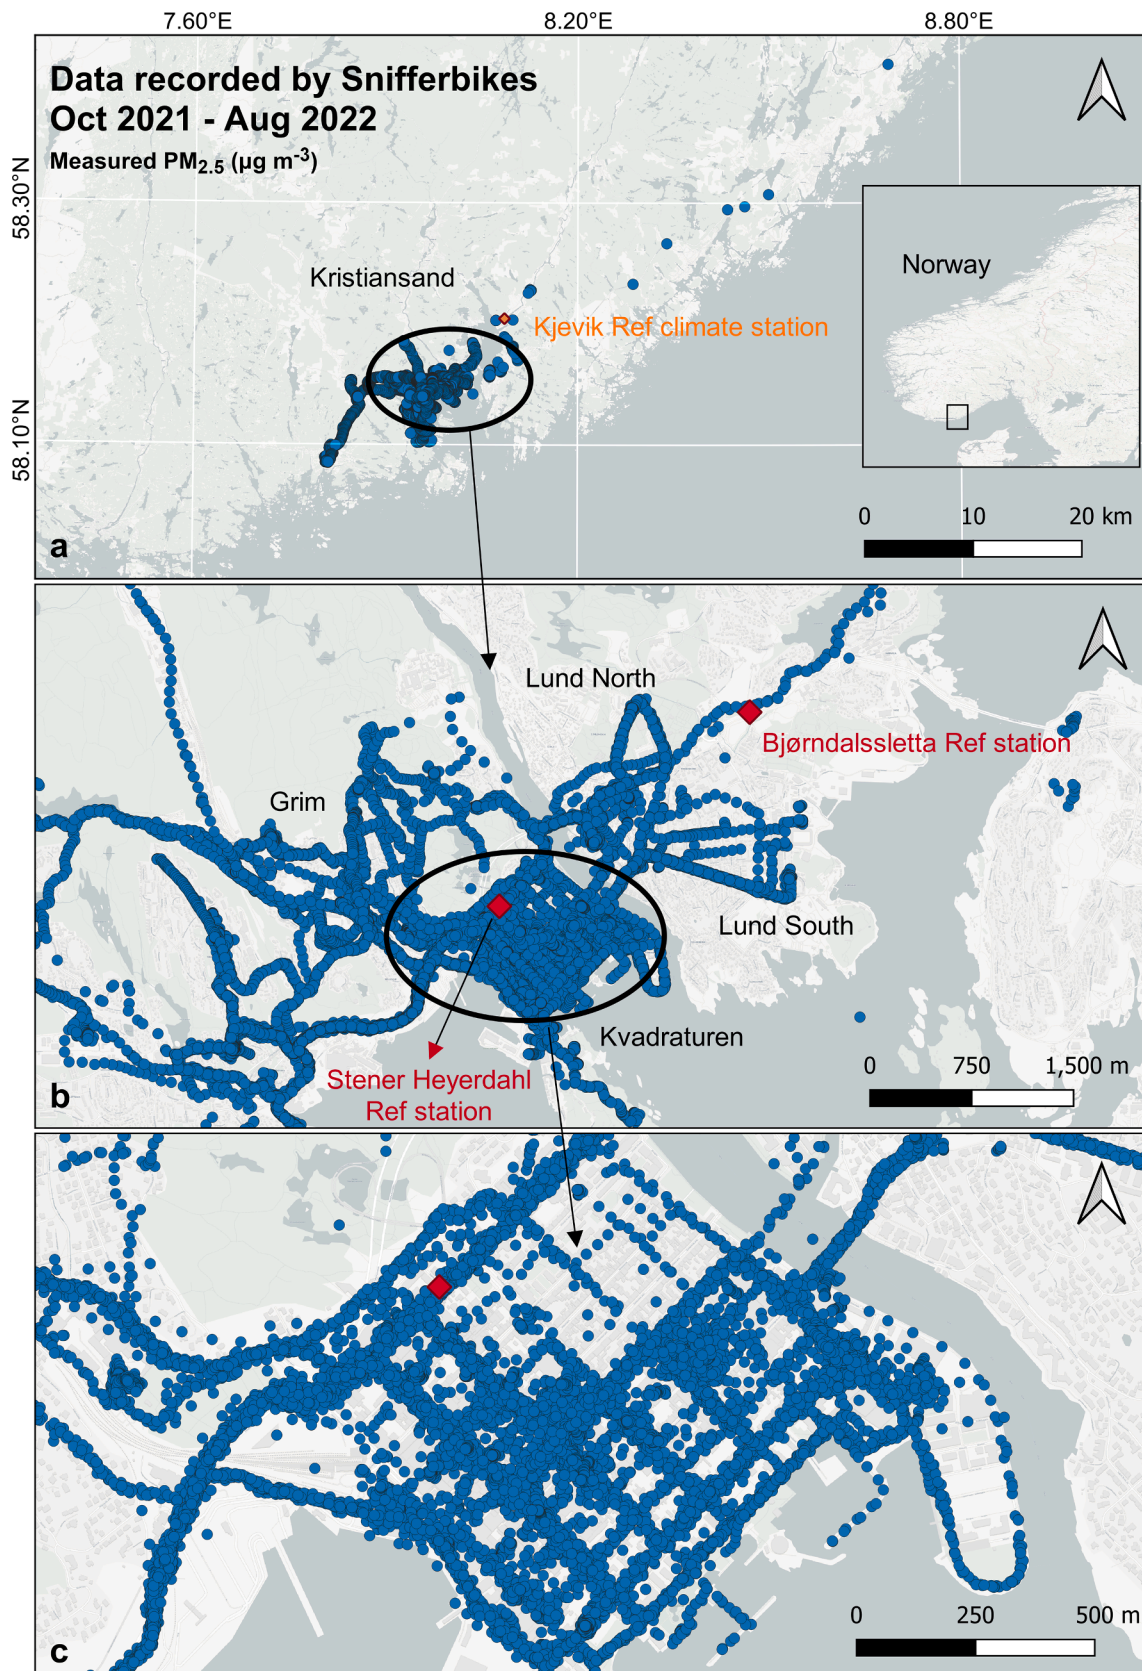 7.60°E 8.20°E 8.80°E
Data recorded by Snifferbikes
Oct 2021 - Aug 2022
Measured PM2.5 (µg m-3)
58.30°N
Norway
Kristiansand
Kjevik Ref climate station
58.10°N
0 10 20 km
a
Lund North
Bjørndalssletta Ref station
Grim
Lund South
Kvadraturen
Stener Heyerdahl
Ref station
0 750 1,500 m
b
0 250 500 m
c